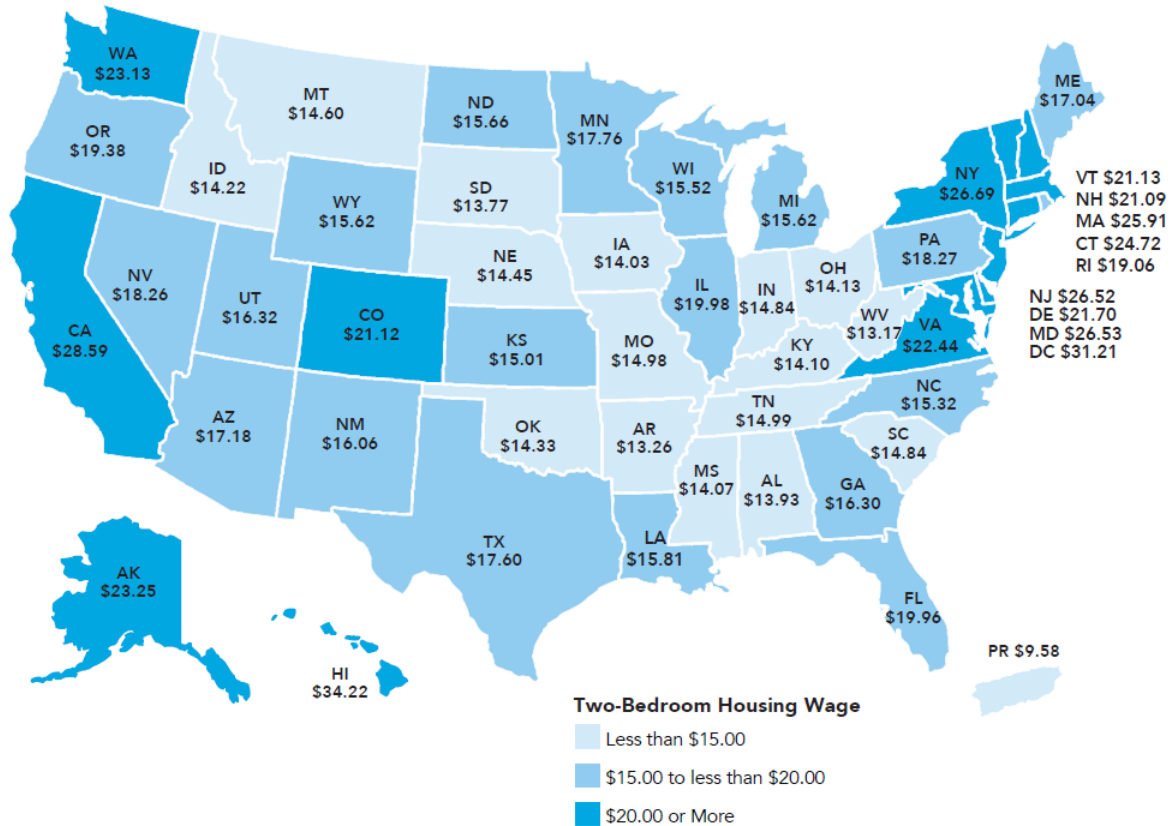 WA
$23.13
MT
$14.60
ND
$15.66
MN
$17.76
ME
$17.04
OR
$19.38
ID
$14.22
WY
$15.62
SD
$13.77
WI
$15.52
MI
$15.62
NY
$26.69
VT $21.13
NH $21.09
MA $25.91
CT $24.72
RI $19.06
NV
$18.26
UT
$16.32
CO
$21.12
NE
$14.45
IA
$14.03
IL
$19.98
IN
$14.84
OH
$14.13
PA
$18.27
NJ $26.52
DE $21.70
MD $26.53
DC $31.21
CA
$28.59
KS
$15.01
MO
$14.98
KY
$14.10
WV
$13.17
VA
$22.44
AZ
$17.18
NM
$16.06
OK
$14.33
AR
$13.26
TN
$14.99
NC
$15.32
SC
$14.84
MS
$14.07
AL
$13.93
GA
$16.30
TX
$17.60
LA
$15.81
FL
$19.96
AK
$23.25
HI
$34.22
PR $9.58
Two-Bedroom Housing Wage
Less than $15.00
$15.00 to less than $20.00
$20.00 or More